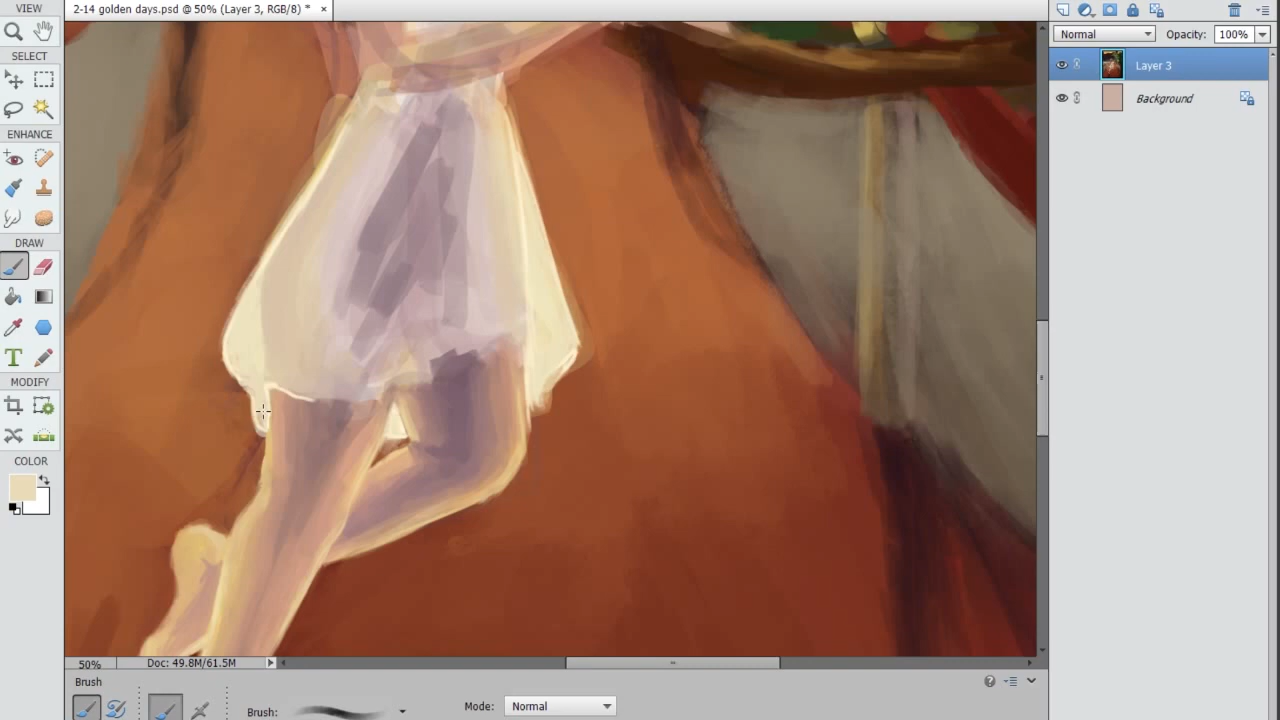 VIEW
2-14 golden days.psd @ 50% (Layer 3, RGB/8) * ×
Normal
Opacity: 100%
SELECT
Layer 3
Background
ENHANCE
DRAW
T
MODIFY
COLOR
50%
Doc: 49.8M/61.5M
Brush
Brush:
Mode:
Normal